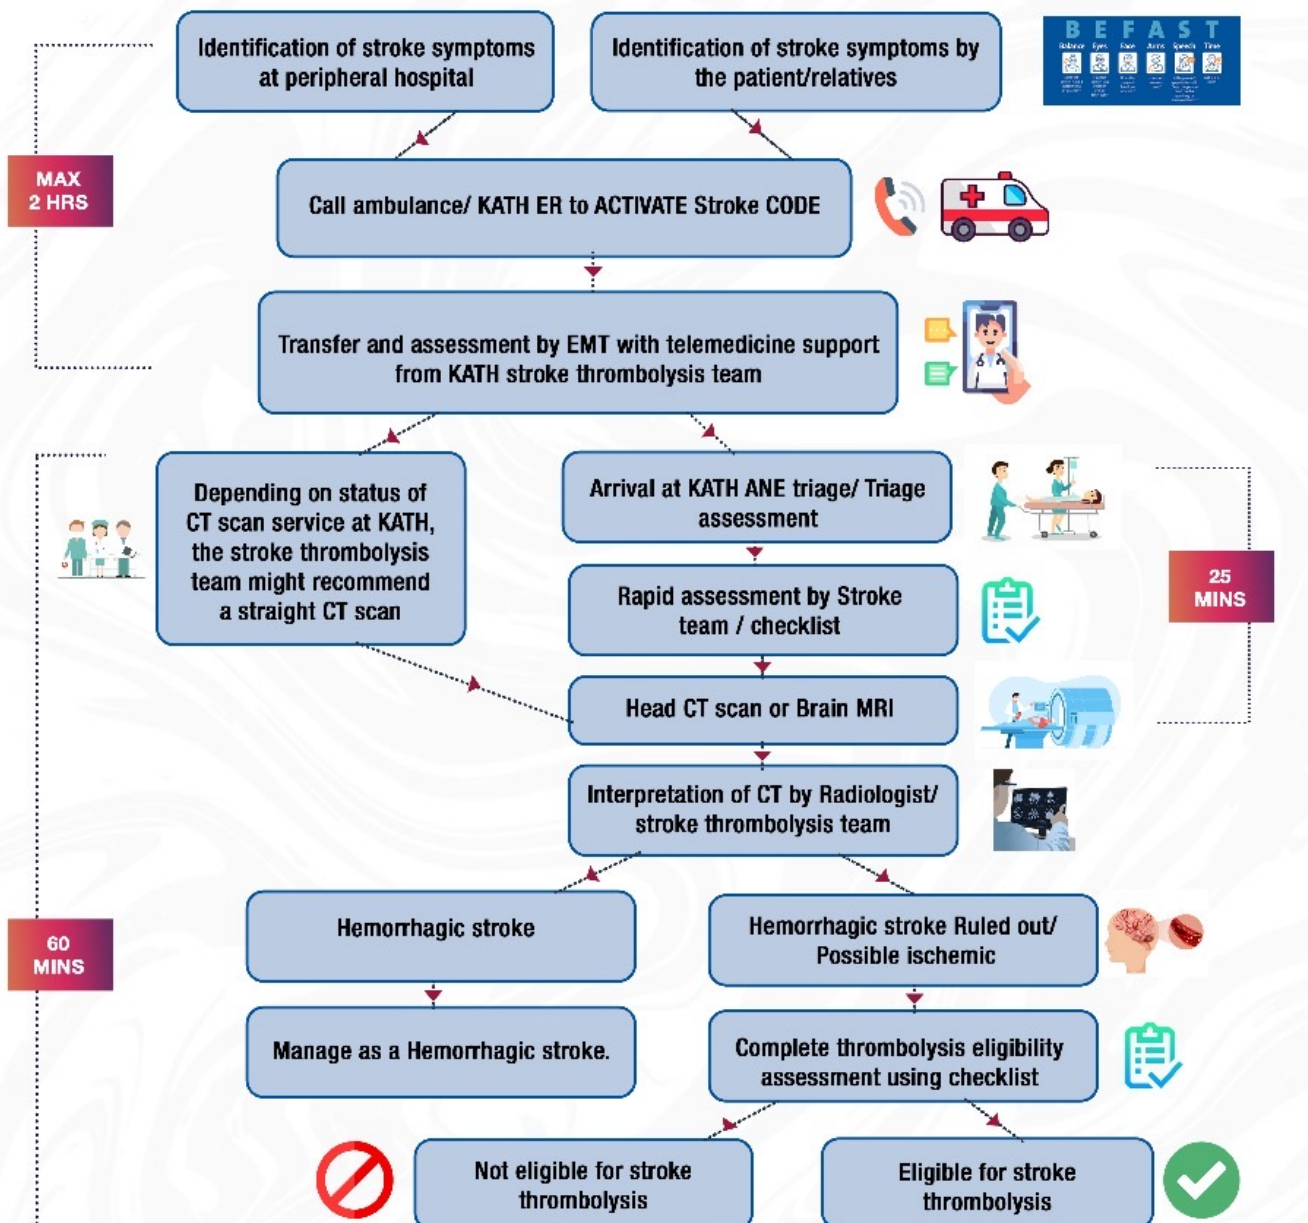 Identification of stroke symptoms
at peripheral hospital
Identification of stroke symptoms by
the patient/relatives
B E F A S T
Balance Eyes Face Arms Speech Time
MAX
2 HRS
Call ambulance/ KATH ER to ACTIVATE Stroke CODE
Transfer and assessment by EMT with telemedicine support
from KATH stroke thrombolysis team
Depending on status of
CT scan service at KATH,
the stroke thrombolysis
team might recommend
a straight CT scan
Arrival at KATH ANE triage/ Triage
assessment
Rapid assessment by Stroke
team / checklist
25
MINS
Head CT scan or Brain MRI
Interpretation of CT by Radiologist/
stroke thrombolysis team
Hemorrhagic stroke
Hemorrhagic stroke Ruled out/
Possible ischemic
60
MINS
Manage as a Hemorrhagic stroke.
Complete thrombolysis eligibility
assessment using checklist
Not eligible for stroke
thrombolysis
Eligible for stroke
thrombolysis